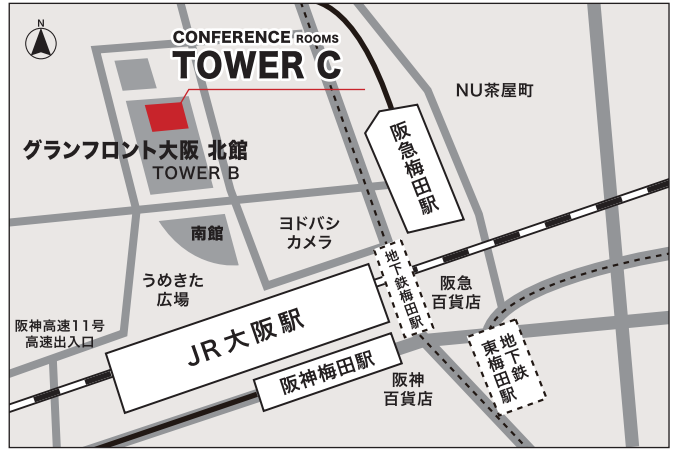 N
CONFERENCE ROOMS
TOWER C
NU茶屋町
グランフロント大阪 北館
TOWER B
阪急梅田駅
南館
ヨドバシ
カメラ
うめきた
広場
地下鉄梅田駅
阪急
百貨店
阪神高速11号
高速出入口
JR大阪駅
地下鉄
東梅田駅
阪神梅田駅
阪神
百貨店